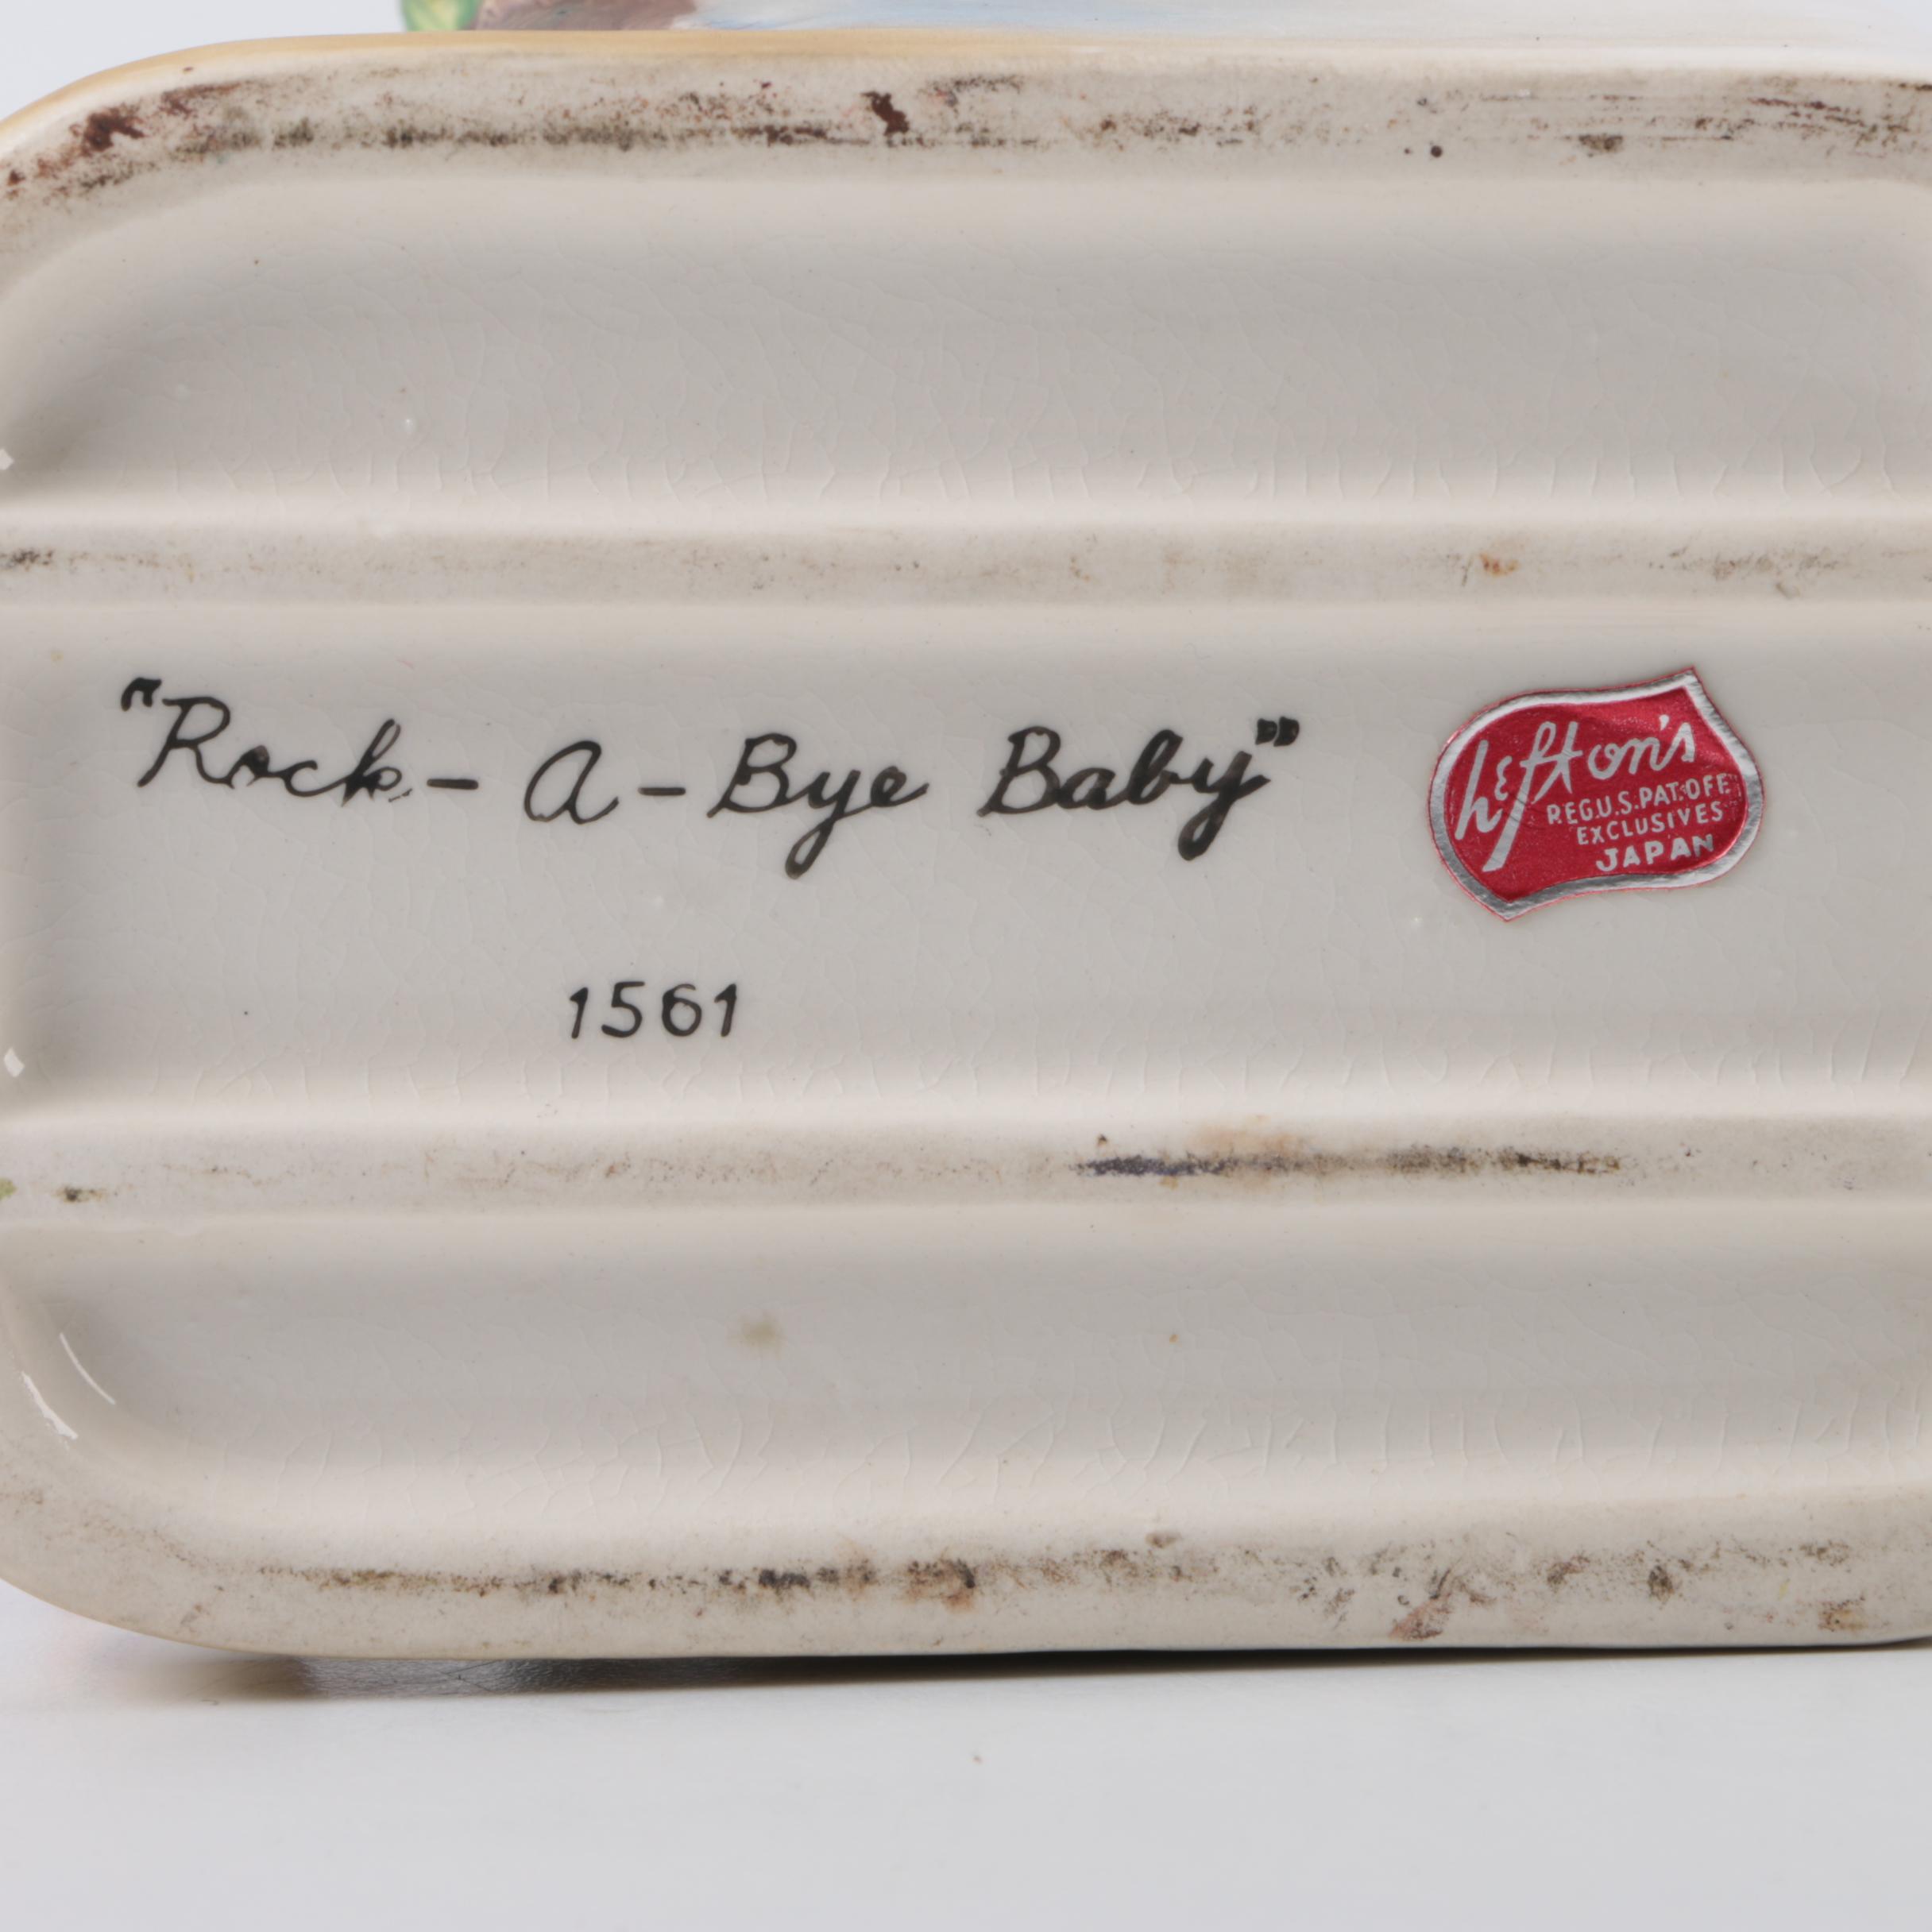 "Rock-A-Bye Baby"
1561
Lefton's
REG.U.S.PAT.OFF
EXCLUSIVES
JAPAN